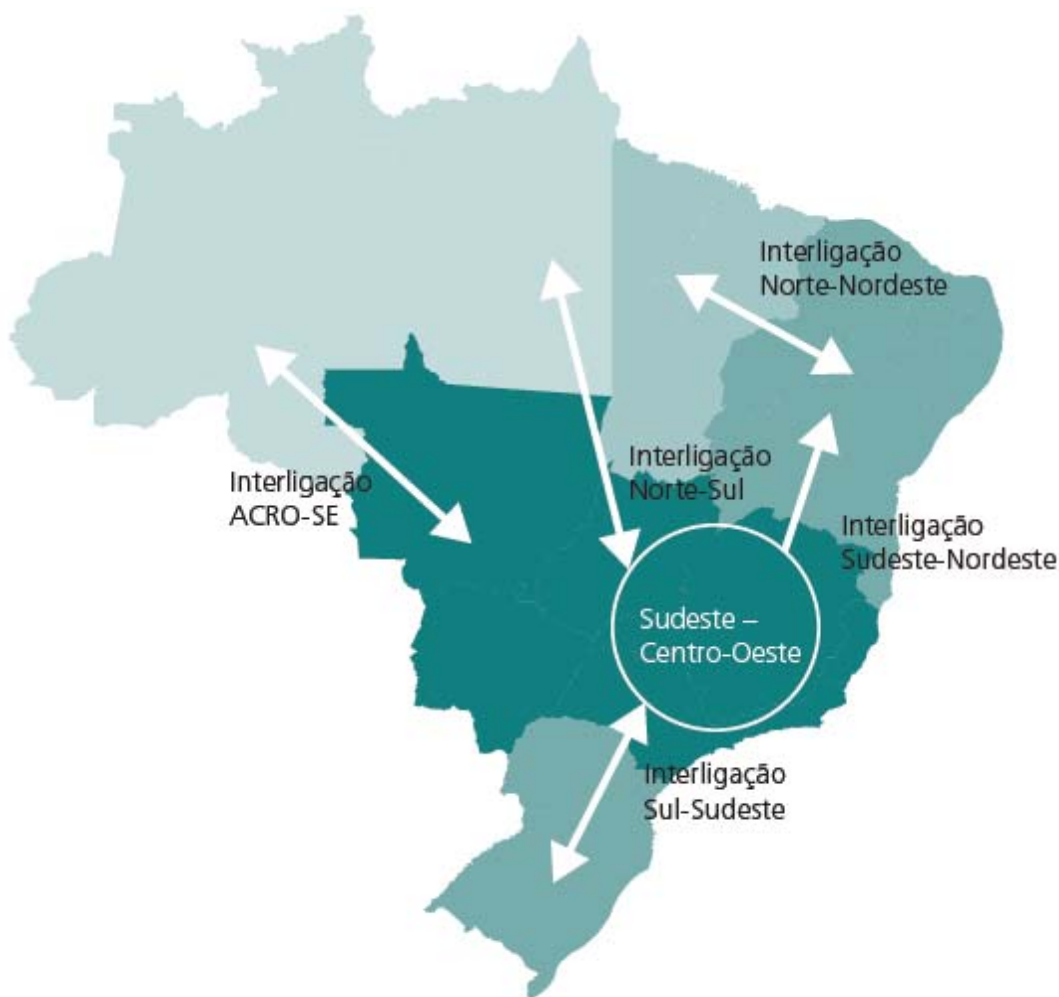 Interligação
Norte-Nordeste
Interligação
ACRO-SE
Interligação
Norte-Sul
Interligação
Sudeste-Nordeste
Sudeste –
Centro-Oeste
Interligação
Sul-Sudeste